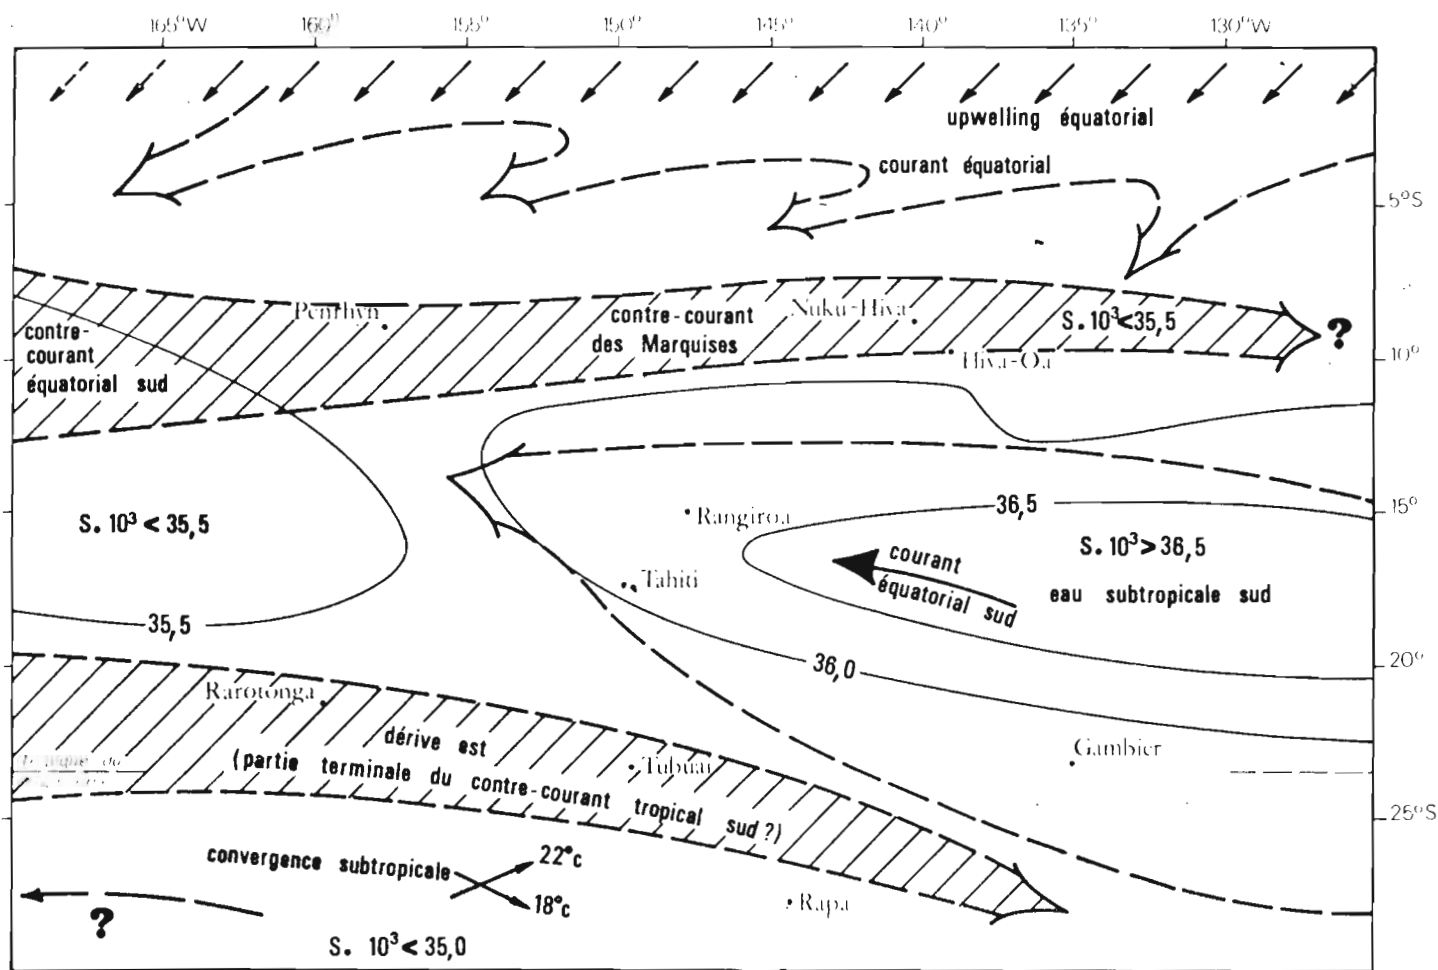 165°W 160° 155° 150° 145° 140° 135° 130°W
upwelling équatorial
courant équatorial
5°S
Penrhyn
contre-courant
des Marquises
Nuku-Hiva
S. 10³<35,5
?
contre-
courant
équatorial sud
Hiva-Oa
10°
S. 10³ < 35,5
Rangiroa
36,5
15°
S. 10³> 36,5
courant
équatorial sud
eau subtropicale sud
Tahiti
35,5
36,0
20°
Rarotonga
dérive est
(partie terminale du contre-courant tropical sud ?)
Tubuai
Gambier
25°S
convergence subtropicale
22°c
18°c
Rapa
?
S. 10³ < 35,0